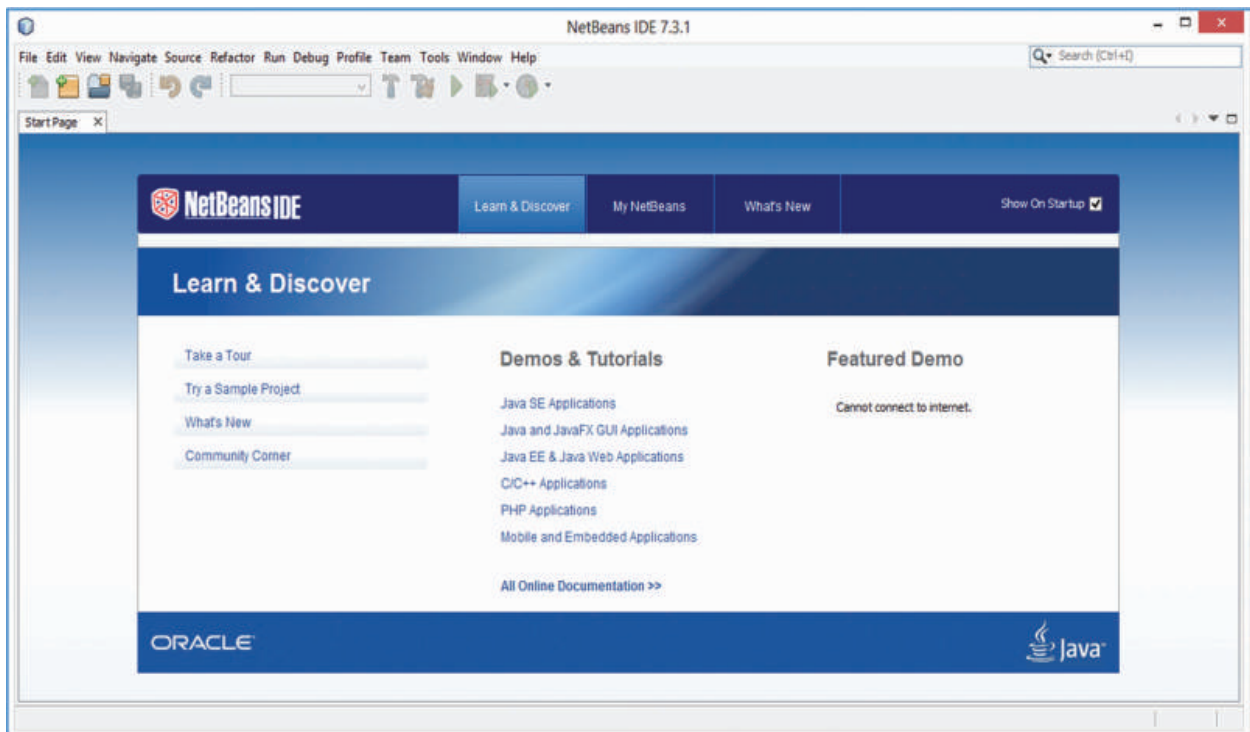 NetBeans IDE 7.3.1
File Edit View Navigate Source Refactor Run Debug Profile Team Tools Window Help
Search (Ctrl+I)
Start Page
NetBeans IDE
Learn & Discover
My NetBeans
What's New
Show On Startup
Learn & Discover
Take a Tour
Try a Sample Project
What's New
Community Corner
Demos & Tutorials
Java SE Applications
Java and JavaFX GUI Applications
Java EE & Java Web Applications
C/C++ Applications
PHP Applications
Mobile and Embedded Applications
All Online Documentation >>
Featured Demo
Cannot connect to internet.
ORACLE
Java